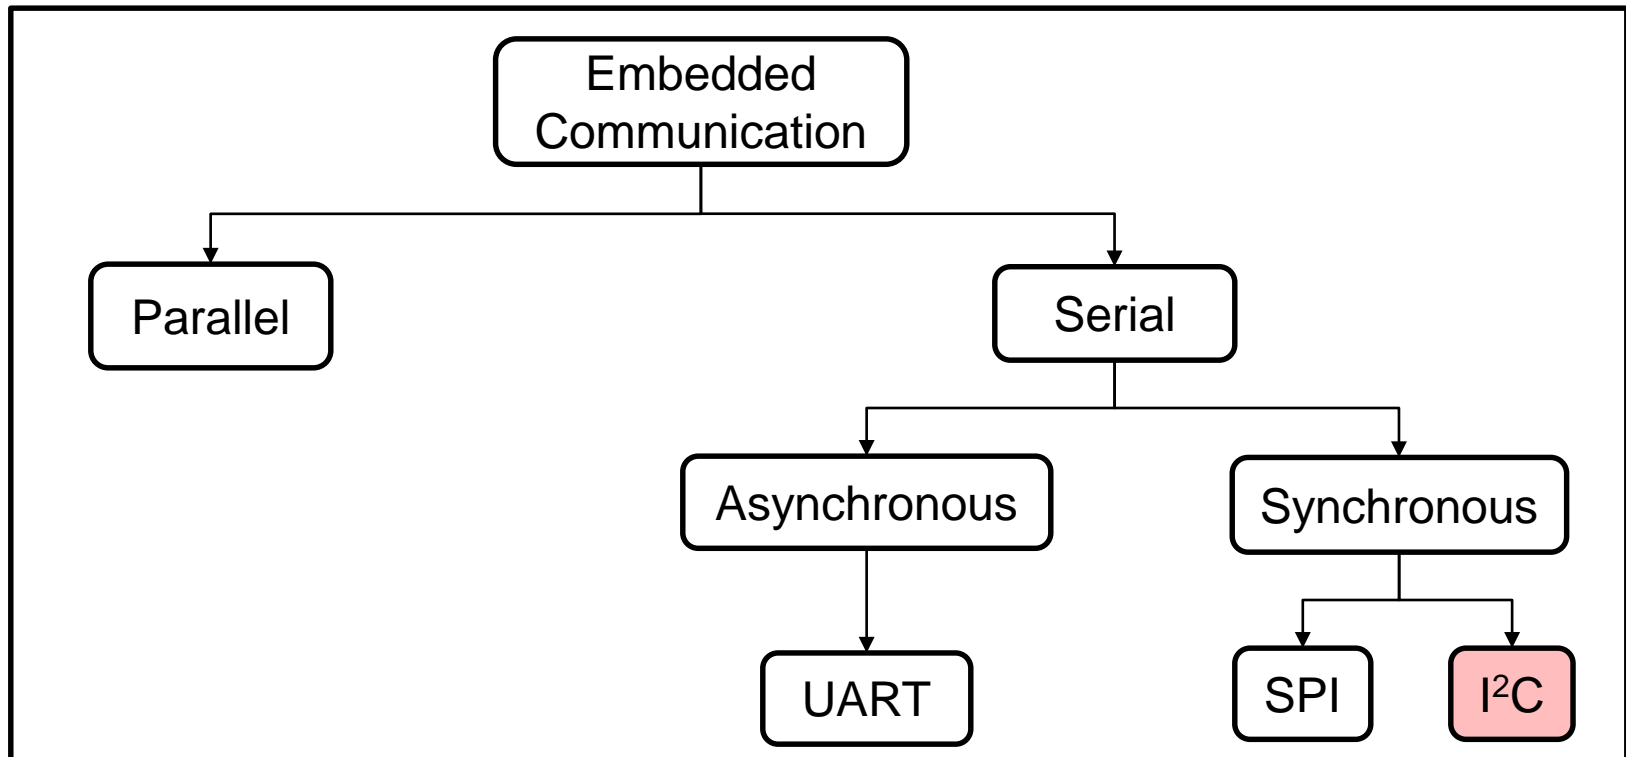 Embedded
Communication
Parallel
Serial
Asynchronous
Synchronous
UART
SPI
I²C